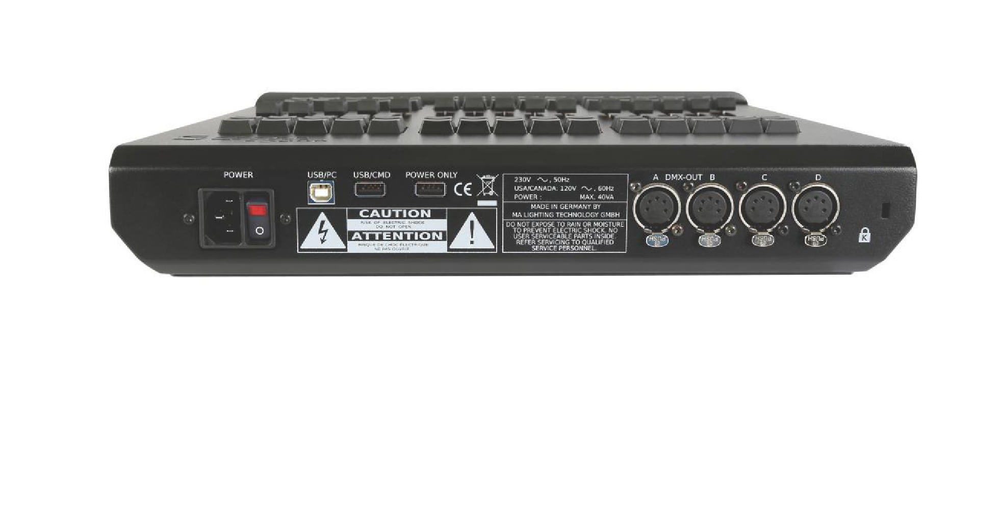 POWER
USB/PC
USB/CMD
POWER ONLY
CE
CAUTION
RISK OF ELECTRIC SHOCK
DO NOT OPEN
ATTENTION
RISQUE DE CHOC ÉLECTRIQUE
NE PAS OUVRIR
230V ~, 50Hz
USA/CANADA: 120V ~, 60Hz
POWER : MAX. 40VA
MADE IN GERMANY BY
MA LIGHTING TECHNOLOGY GMBH
DO NOT EXPOSE TO RAIN OR MOISTURE
TO PREVENT ELECTRIC SHOCK. NO
USER SERVICEABLE PARTS INSIDE.
REFER SERVICING TO QUALIFIED
SERVICE PERSONNEL.
A DMX-OUT B C D
PUSH PUSH PUSH PUSH
K